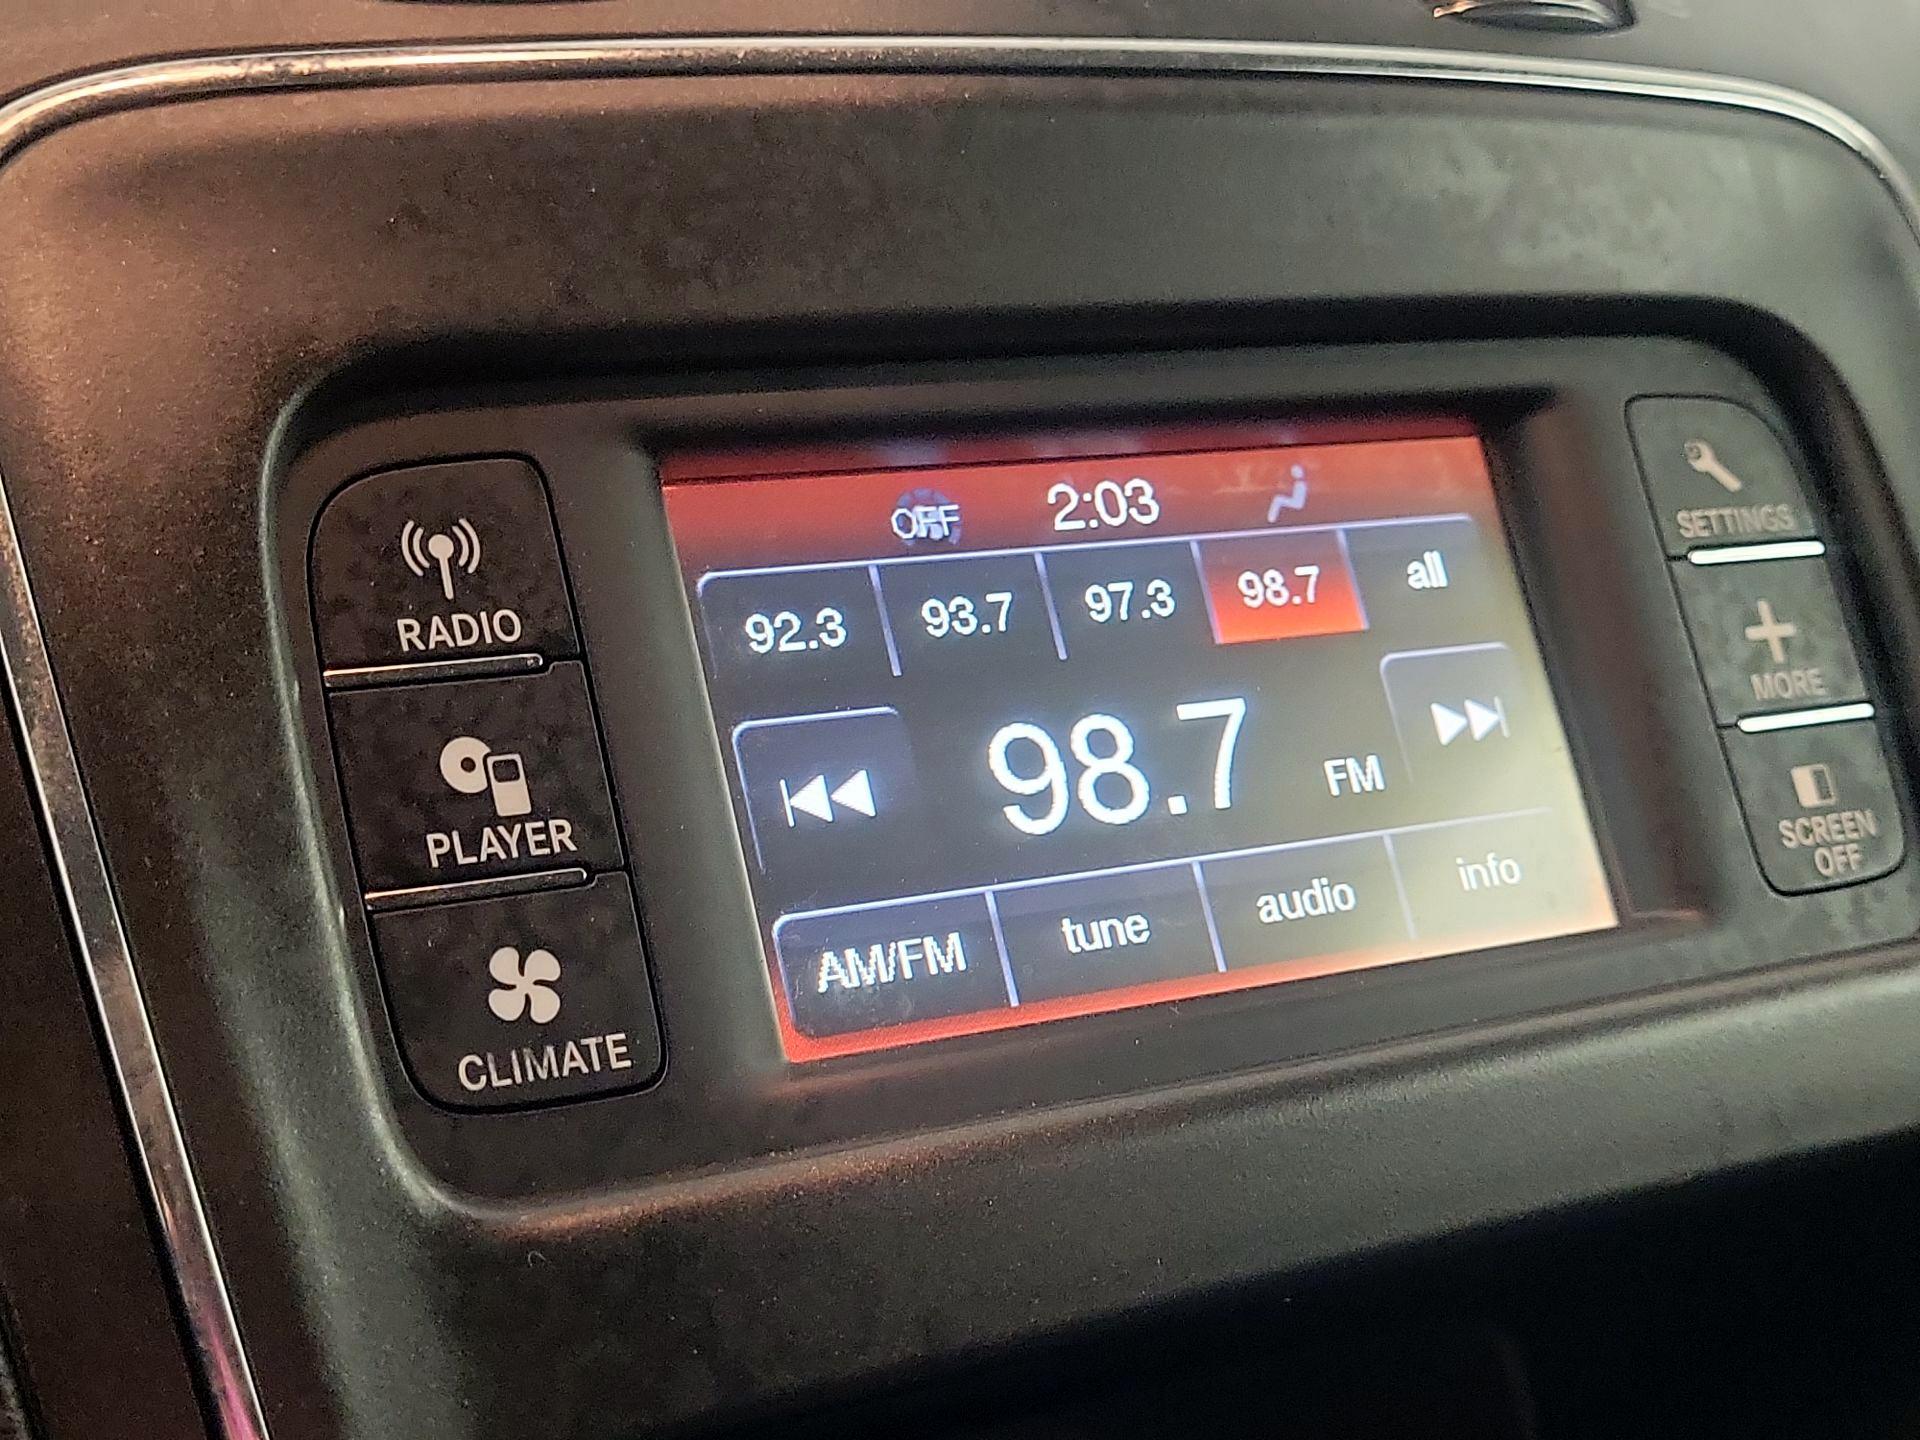 OFF 2:03
92.3 93.7 97.3 98.7 all
98.7 FM
AM/FM tune audio info
RADIO
PLAYER
CLIMATE
SETTINGS
MORE
SCREEN
OFF